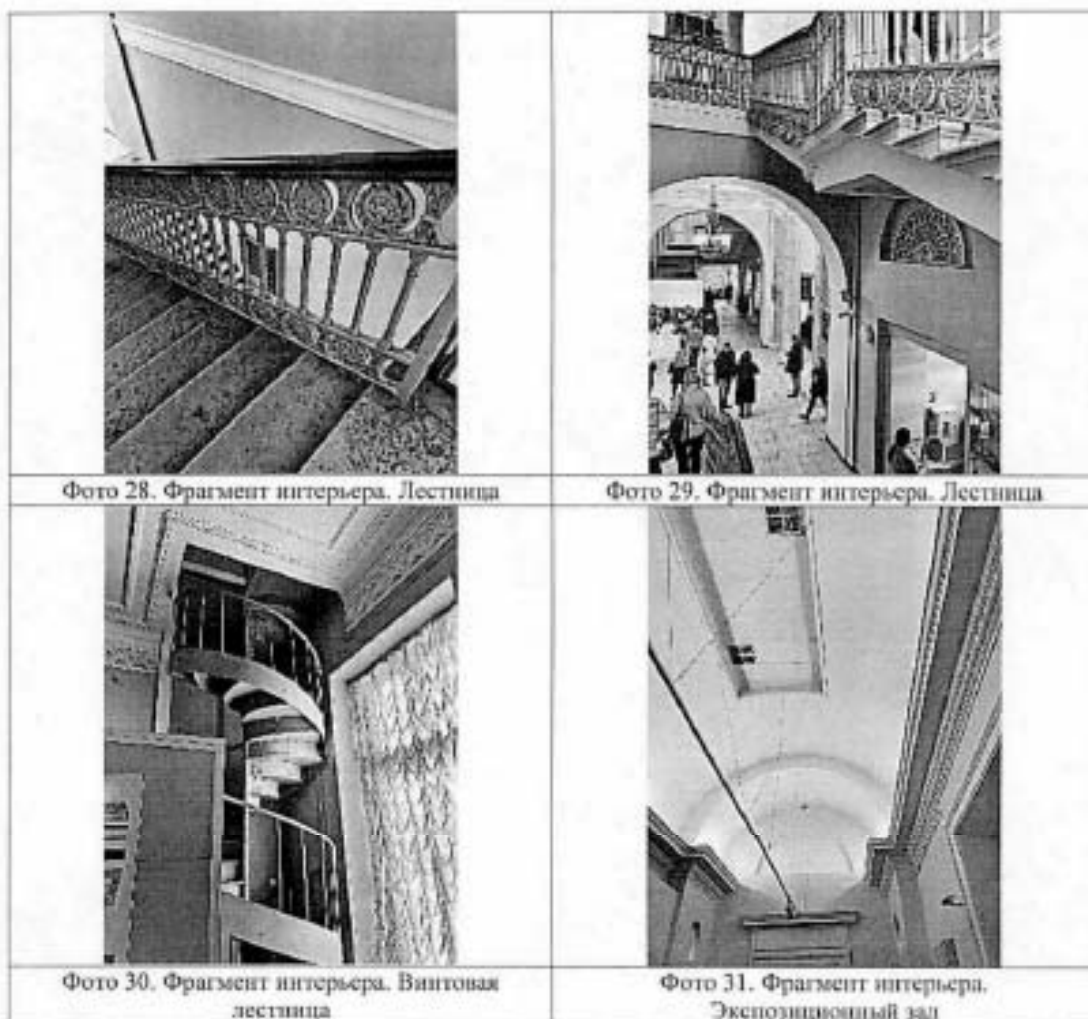 Фото 28. Фрагмент интерьера. Лестница
Фото 29. Фрагмент интерьера. Лестница
Фото 30. Фрагмент интерьера. Винтовая
лестница
Фото 31. Фрагмент интерьера.
Экспозиционный зал